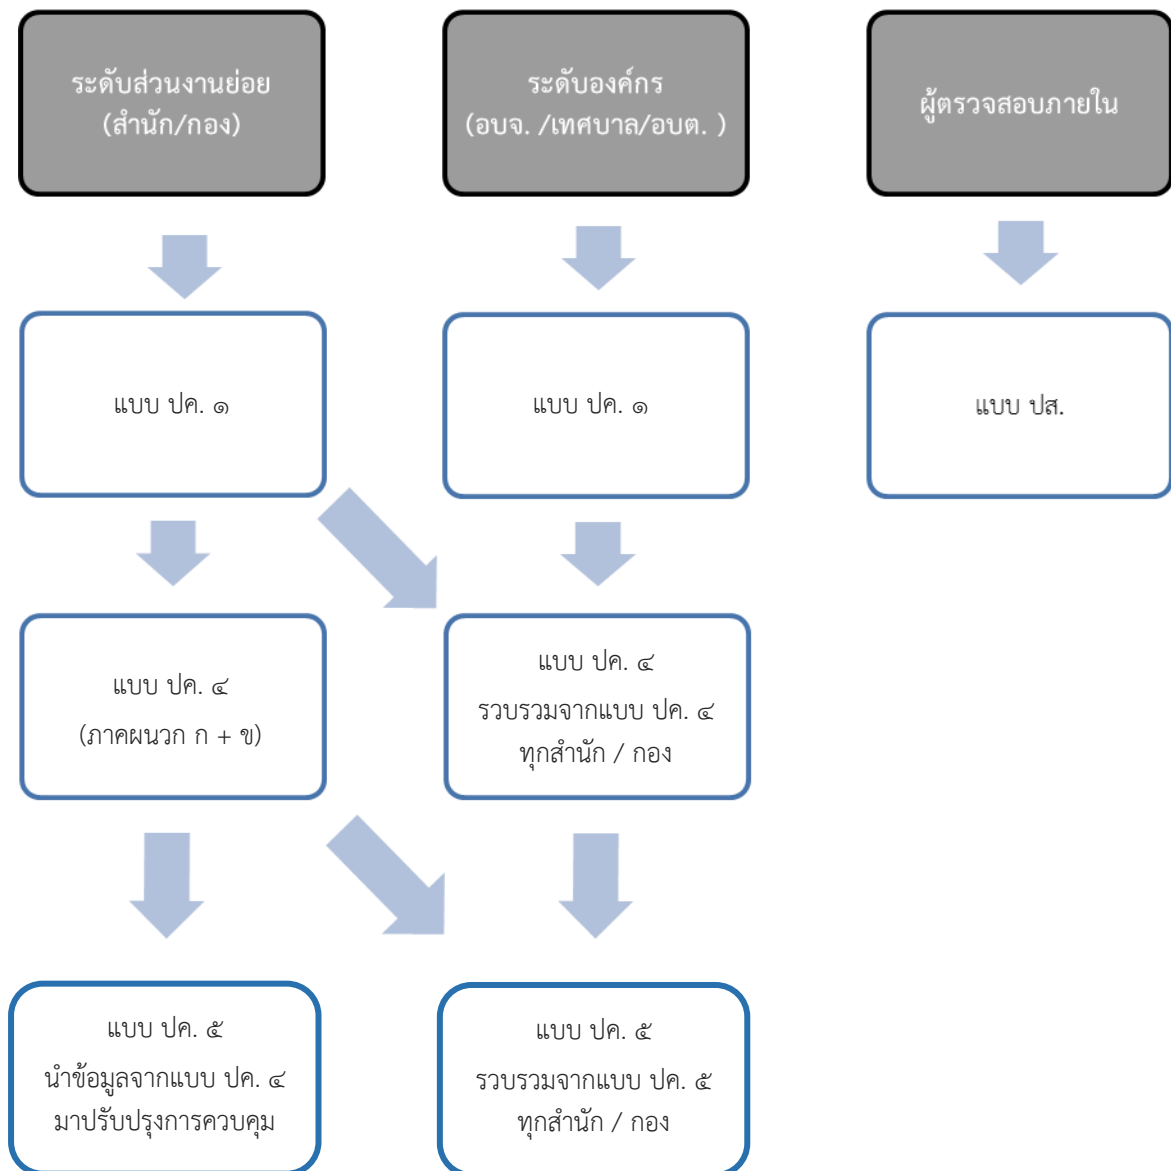 ระดับส่วนงานย่อย
(สำนัก/กอง)
ระดับองค์กร
(อบจ. /เทศบาล/อบต. )
ผู้ตรวจสอบภายใน
แบบ ปค. ๑
แบบ ปค. ๑
แบบ ปส.
แบบ ปค. ๔
(ภาคผนวก ก + ข)
แบบ ปค. ๔
รวบรวมจากแบบ ปค. ๔
ทุกสำนัก / กอง
แบบ ปค. ๕
นำข้อมูลจากแบบ ปค. ๔
มาปรับปรุงการควบคุม
แบบ ปค. ๕
รวบรวมจากแบบ ปค. ๕
ทุกสำนัก / กอง